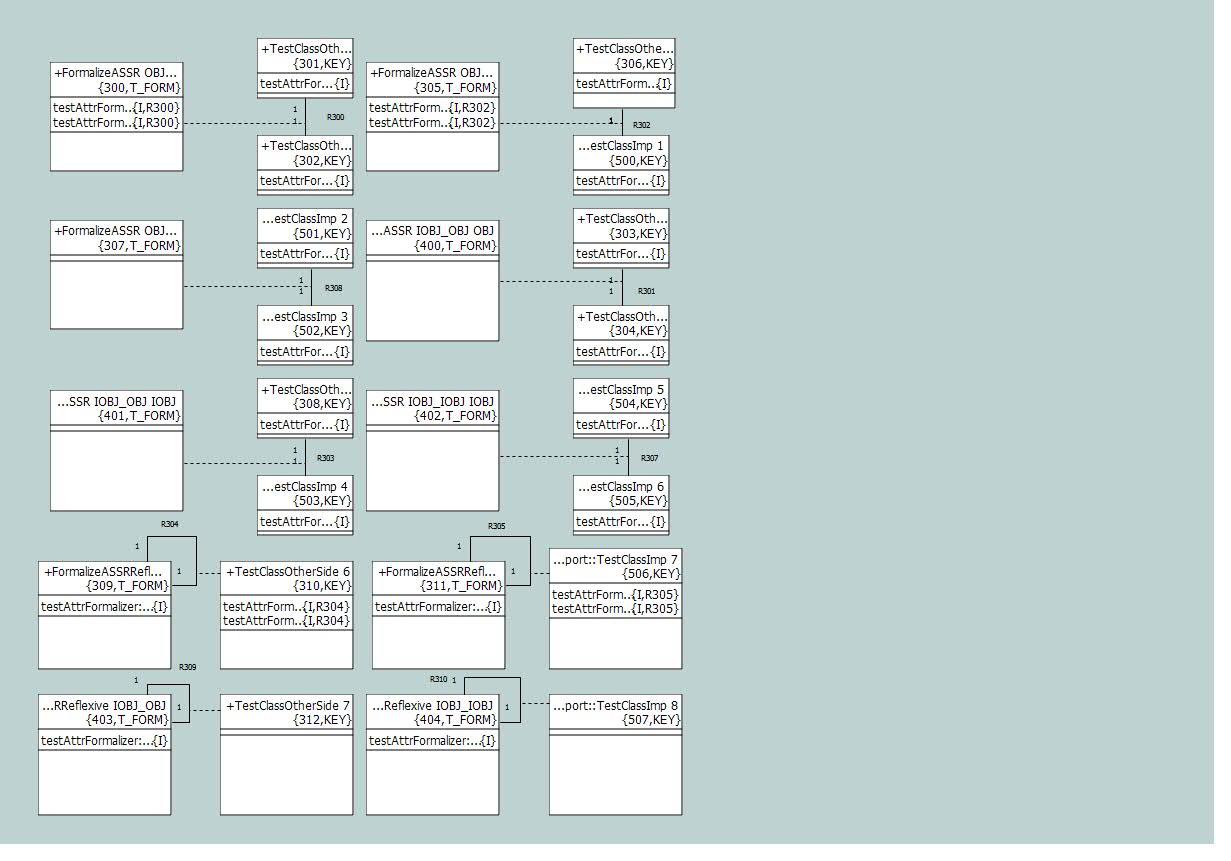 +FormalizeASSR OBJ...
{300,T_FORM}
testAttrForm..{I,R300}
testAttrForm..{I,R300}
+TestClassOth...
{301,KEY}
testAttrFor...{I}
1
1
R300
+TestClassOth...
{302,KEY}
testAttrFor...{I}
+FormalizeASSR OBJ...
{305,T_FORM}
testAttrForm..{I,R302}
testAttrForm..{I,R302}
+TestClassOthe...
{306,KEY}
testAttrForm...{I}
1
R302
...estClassImp 1
{500,KEY}
testAttrFor...{I}
+FormalizeASSR OBJ...
{307,T_FORM}
...estClassImp 2
{501,KEY}
testAttrFor...{I}
1
1
R308
...estClassImp 3
{502,KEY}
testAttrFor...{I}
...ASSR IOBJ_OBJ OBJ
{400,T_FORM}
+TestClassOth...
{303,KEY}
testAttrFor...{I}
1
1
R301
+TestClassOth...
{304,KEY}
testAttrFor...{I}
...SSR IOBJ_OBJ IOBJ
{401,T_FORM}
+TestClassOth...
{308,KEY}
testAttrFor...{I}
1
1
R303
...estClassImp 4
{503,KEY}
testAttrFor...{I}
...SSR IOBJ_IOBJ IOBJ
{402,T_FORM}
...estClassImp 5
{504,KEY}
testAttrFor...{I}
1
1
R307
...estClassImp 6
{505,KEY}
testAttrFor...{I}
R304
1
1
+FormalizeASSRRefl...
{309,T_FORM}
testAttrFormalizer:...{I}
+TestClassOtherSide 6
{310,KEY}
testAttrForm..{I,R304}
testAttrForm..{I,R304}
R305
1
1
+FormalizeASSRRefl...
{311,T_FORM}
testAttrFormalizer:...{I}
...port::TestClassImp 7
{506,KEY}
testAttrForm..{I,R305}
testAttrForm..{I,R305}
R309
1
1
...RReflexive IOBJ_OBJ
{403,T_FORM}
testAttrFormalizer:...{I}
+TestClassOtherSide 7
{312,KEY}
R310
1
1
...Reflexive IOBJ_IOBJ
{404,T_FORM}
testAttrFormalizer:...{I}
...port::TestClassImp 8
{507,KEY}